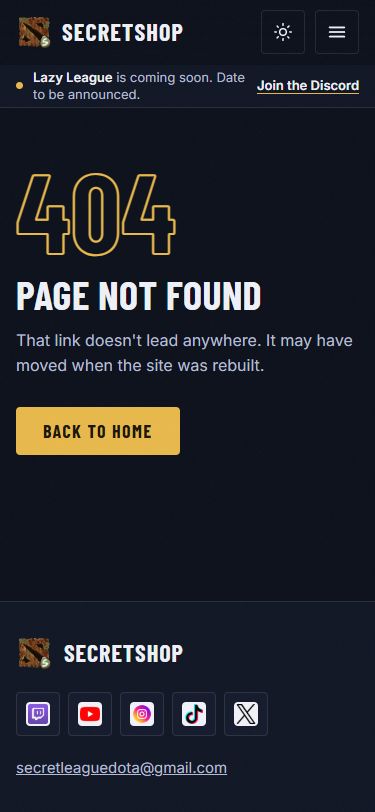 SECRETSHOP
Lazy League is coming soon. Date
to be announced.
Join the Discord
404
PAGE NOT FOUND
That link doesn't lead anywhere. It may have
moved when the site was rebuilt.
BACK TO HOME
SECRETSHOP
secretleaguedota@gmail.com